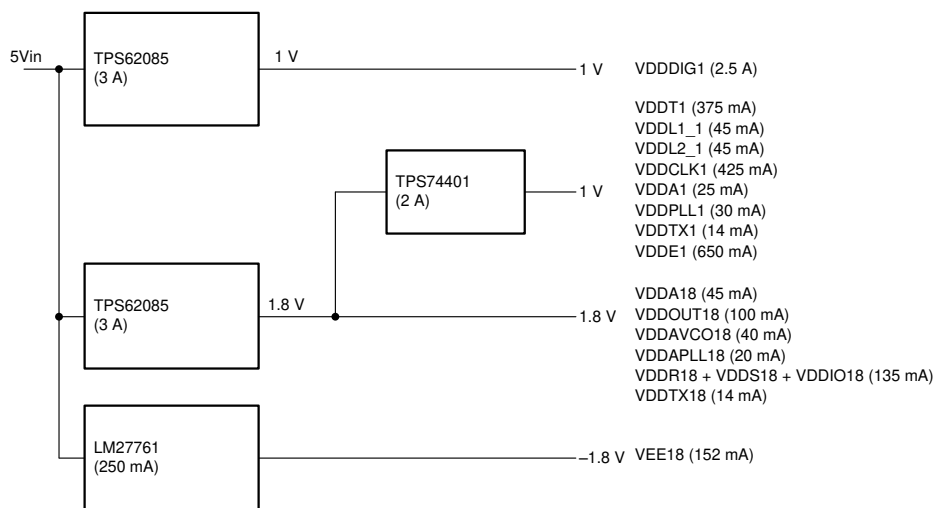 5Vin
TPS62085
(3 A)
1 V
1 V
VDDDIG1 (2.5 A)
TPS74401
(2 A)
1 V
VDDT1 (375 mA)
VDDL1_1 (45 mA)
VDDL2_1 (45 mA)
VDDCLK1 (425 mA)
VDDA1 (25 mA)
VDDPLL1 (30 mA)
VDDTX1 (14 mA)
VDDE1 (650 mA)
TPS62085
(3 A)
1.8 V
1.8 V
VDDA18 (45 mA)
VDDOUT18 (100 mA)
VDDAVCO18 (40 mA)
VDDAPLL18 (20 mA)
VDDR18 + VDDS18 + VDDIO18 (135 mA)
VDDTX18 (14 mA)
LM27761
(250 mA)
–1.8 V
VEE18 (152 mA)